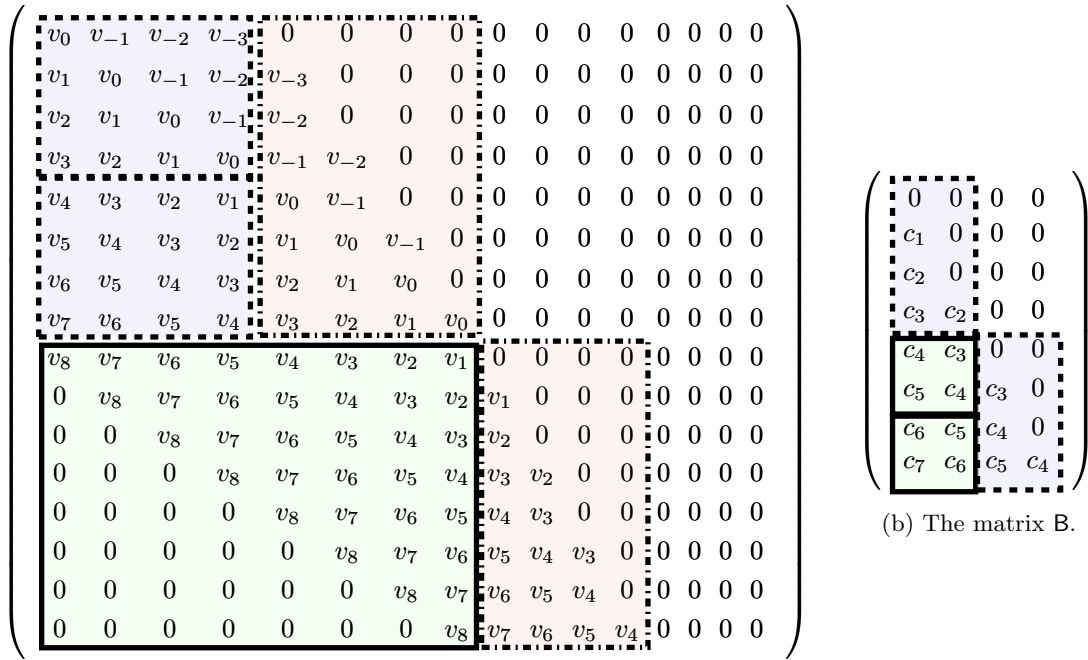 v₀ v₋₁ v₋₂ v₋₃ 0 0 0 0 0 0 0 0 0 0 0 0
v₁ v₀ v₋₁ v₋₂ v₋₃ 0 0 0 0 0 0 0 0 0 0 0
v₂ v₁ v₀ v₋₁ v₋₂ 0 0 0 0 0 0 0 0 0 0 0
v₃ v₂ v₁ v₀ v₋₁ v₋₂ 0 0 0 0 0 0 0 0 0 0
v₄ v₃ v₂ v₁ v₀ v₋₁ 0 0 0 0 0 0 0 0 0 0
v₅ v₄ v₃ v₂ v₁ v₀ v₋₁ 0 0 0 0 0 0 0 0 0
v₆ v₅ v₄ v₃ v₂ v₁ v₀ 0 0 0 0 0 0 0 0 0
v₇ v₆ v₅ v₄ v₃ v₂ v₁ v₀ 0 0 0 0 0 0 0 0
v₈ v₇ v₆ v₅ v₄ v₃ v₂ v₁ 0 0 0 0 0 0 0 0
0 v₈ v₇ v₆ v₅ v₄ v₃ v₂ v₁ 0 0 0 0 0 0 0
0 0 v₈ v₇ v₆ v₅ v₄ v₃ v₂ 0 0 0 0 0 0 0
0 0 0 v₈ v₇ v₆ v₅ v₄ v₃ v₂ 0 0 0 0 0 0
0 0 0 0 v₈ v₇ v₆ v₅ v₄ v₃ 0 0 0 0 0 0
0 0 0 0 0 v₈ v₇ v₆ v₅ v₄ v₃ 0 0 0 0 0
0 0 0 0 0 0 v₈ v₇ v₆ v₅ v₄ 0 0 0 0 0
0 0 0 0 0 0 0 v₈ v₇ v₆ v₅ v₄ 0 0 0 0
0 0 0 0
c₁ 0 0 0
c₂ 0 0 0
c₃ c₂ 0 0
c₄ c₃ 0 0
c₅ c₄ c₃ 0
c₆ c₅ c₄ 0
c₇ c₆ c₅ c₄
(b) The matrix B.